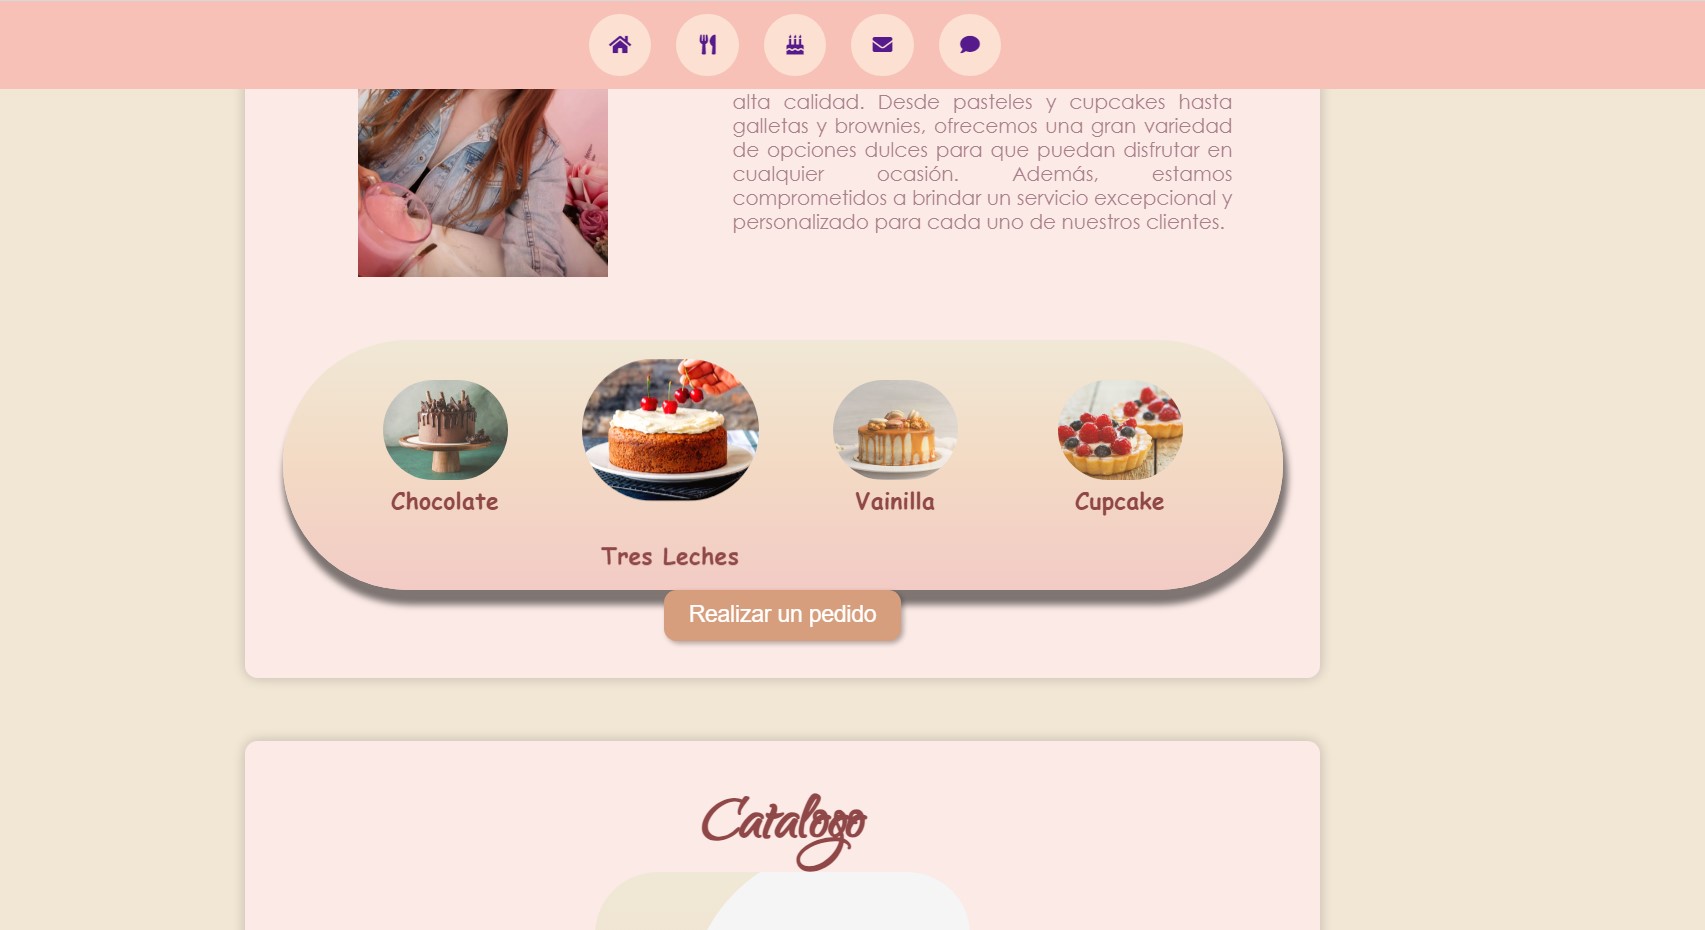 alta calidad. Desde pasteles y cupcakes hasta
galletas y brownies, ofrecemos una gran variedad
de opciones dulces para que puedan disfrutar en
cualquier ocasión. Además, estamos
comprometidos a brindar un servicio excepcional y
personalizado para cada uno de nuestros clientes.
Chocolate
Tres Leches
Vainilla
Cupcake
Realizar un pedido
Catalogo